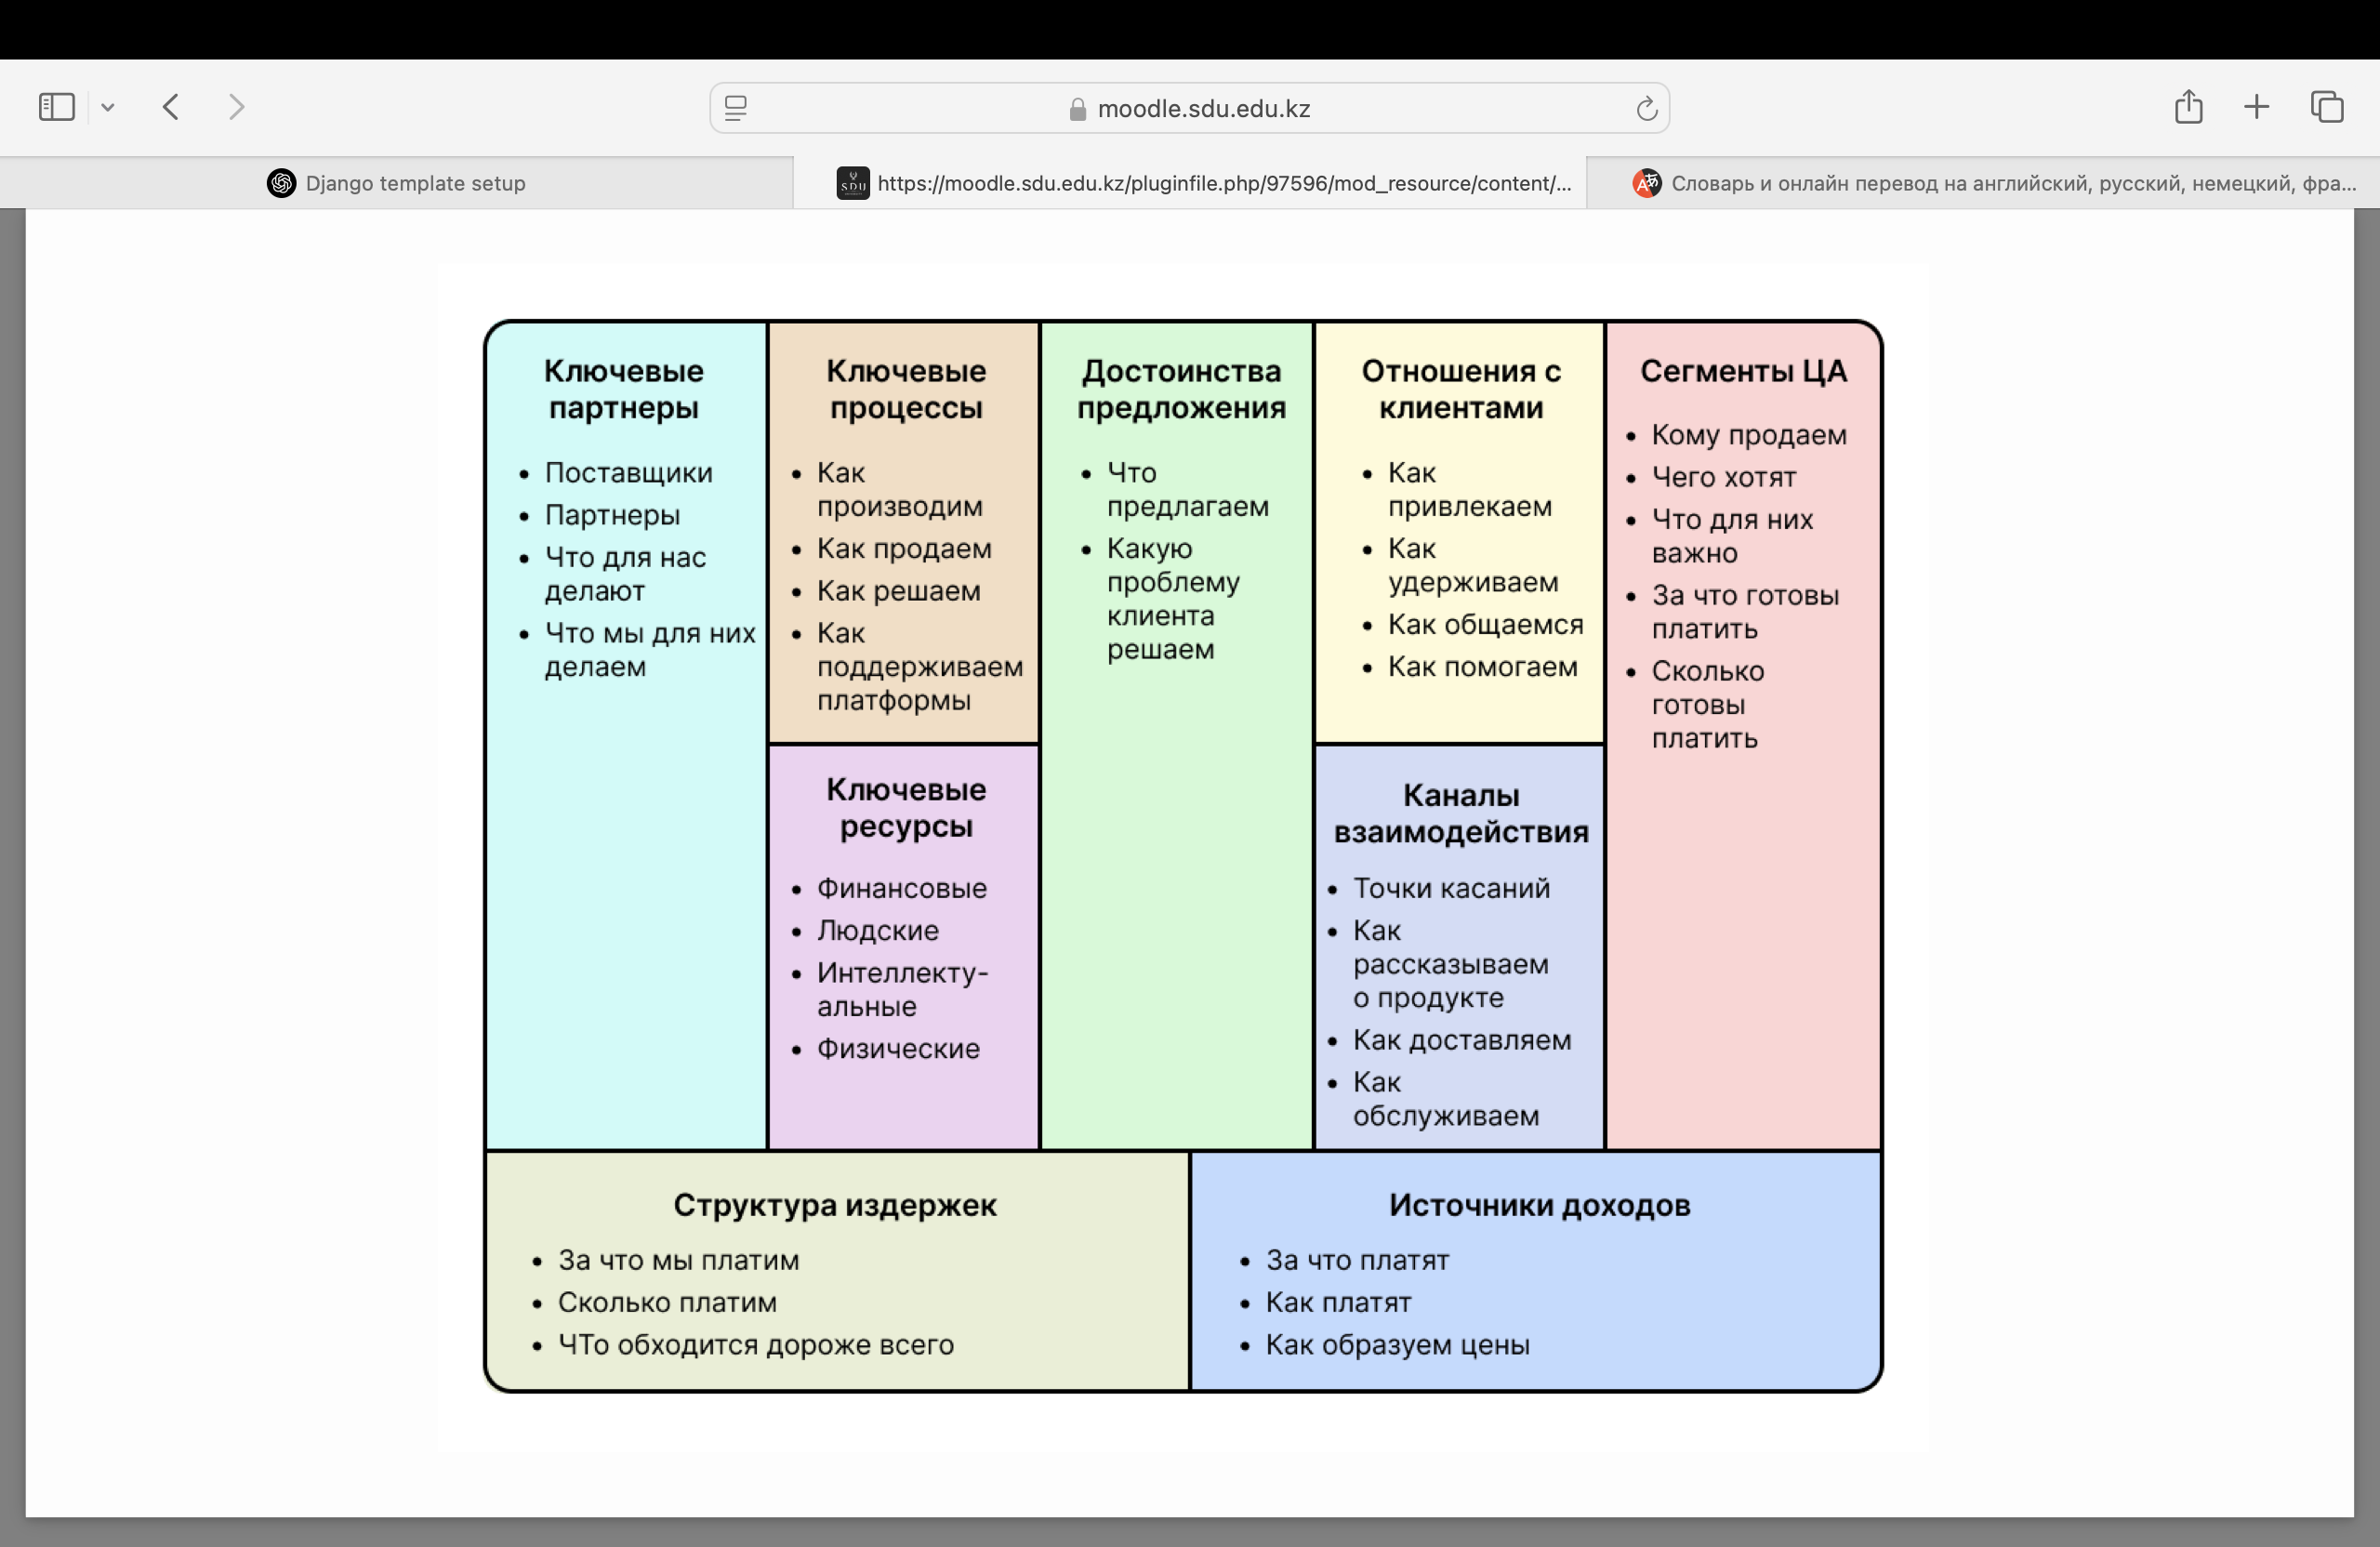 moodle.sdu.edu.kz
Django template setup
SDU
https://moodle.sdu.edu.kz/pluginfile.php/97596/mod_resource/content/...
Словарь и онлайн перевод на английский, русский, немецкий, фра...
Ключевые
партнеры
• Поставщики
• Партнеры
• Что для нас
делают
• Что мы для них
делаем
Ключевые
процессы
• Как
производим
• Как продаем
• Как решаем
• Как
поддерживаем
платформы
Ключевые
ресурсы
• Финансовые
• Людские
• Интеллекту-
альные
• Физические
Достоинства
предложения
• Что
предлагаем
• Какую
проблему
клиента
решаем
Отношения с
клиентами
• Как
привлекаем
• Как
удерживаем
• Как общаемся
• Как помогаем
Каналы
взаимодействия
• Точки касаний
• Как
рассказываем
о продукте
• Как доставляем
• Как
обслуживаем
Сегменты ЦА
• Кому продаем
• Чего хотят
• Что для них
важно
• За что готовы
платить
• Сколько
готовы
платить
Структура издержек
• За что мы платим
• Сколько платим
• ЧТо обходится дороже всего
Источники доходов
• За что платят
• Как платят
• Как образуем цены